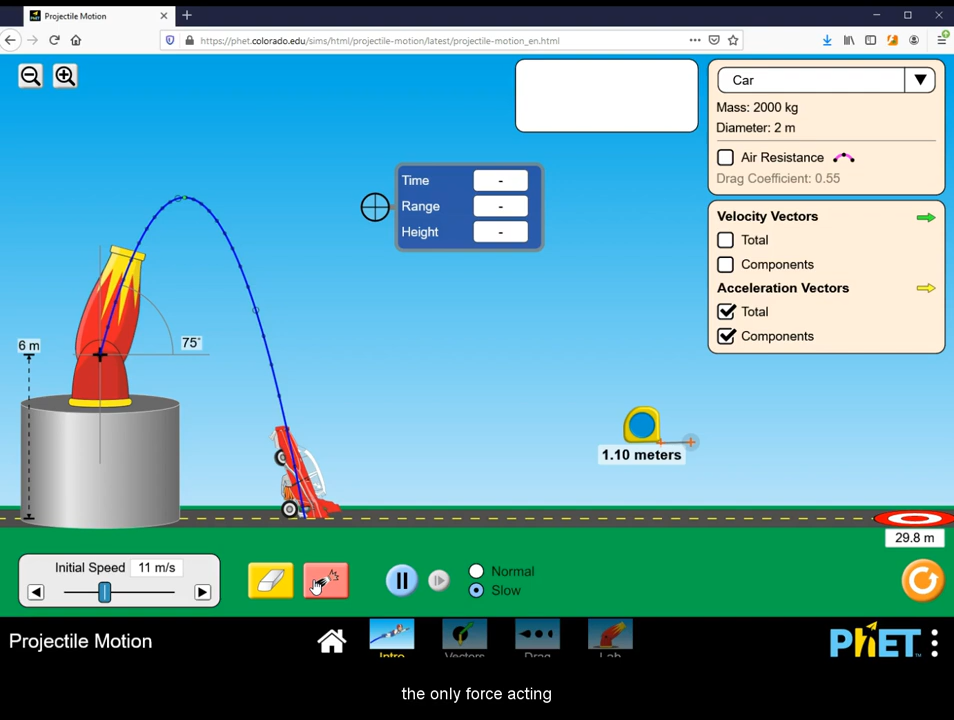 Projectile Motion
https://phet.colorado.edu/sims/html/projectile-motion/latest/projectile-motion_en.html
Car
Mass: 2000 kg
Diameter: 2 m
Air Resistance
Drag Coefficient: 0.55
Time -
Range -
Height -
Velocity Vectors
Total
Components
Acceleration Vectors
Total
Components
75°
6 m
1.10 meters
29.8 m
Initial Speed 11 m/s
Normal
Slow
Projectile Motion
Intro
Vectors
Drag
Lab
PhET
the only force acting